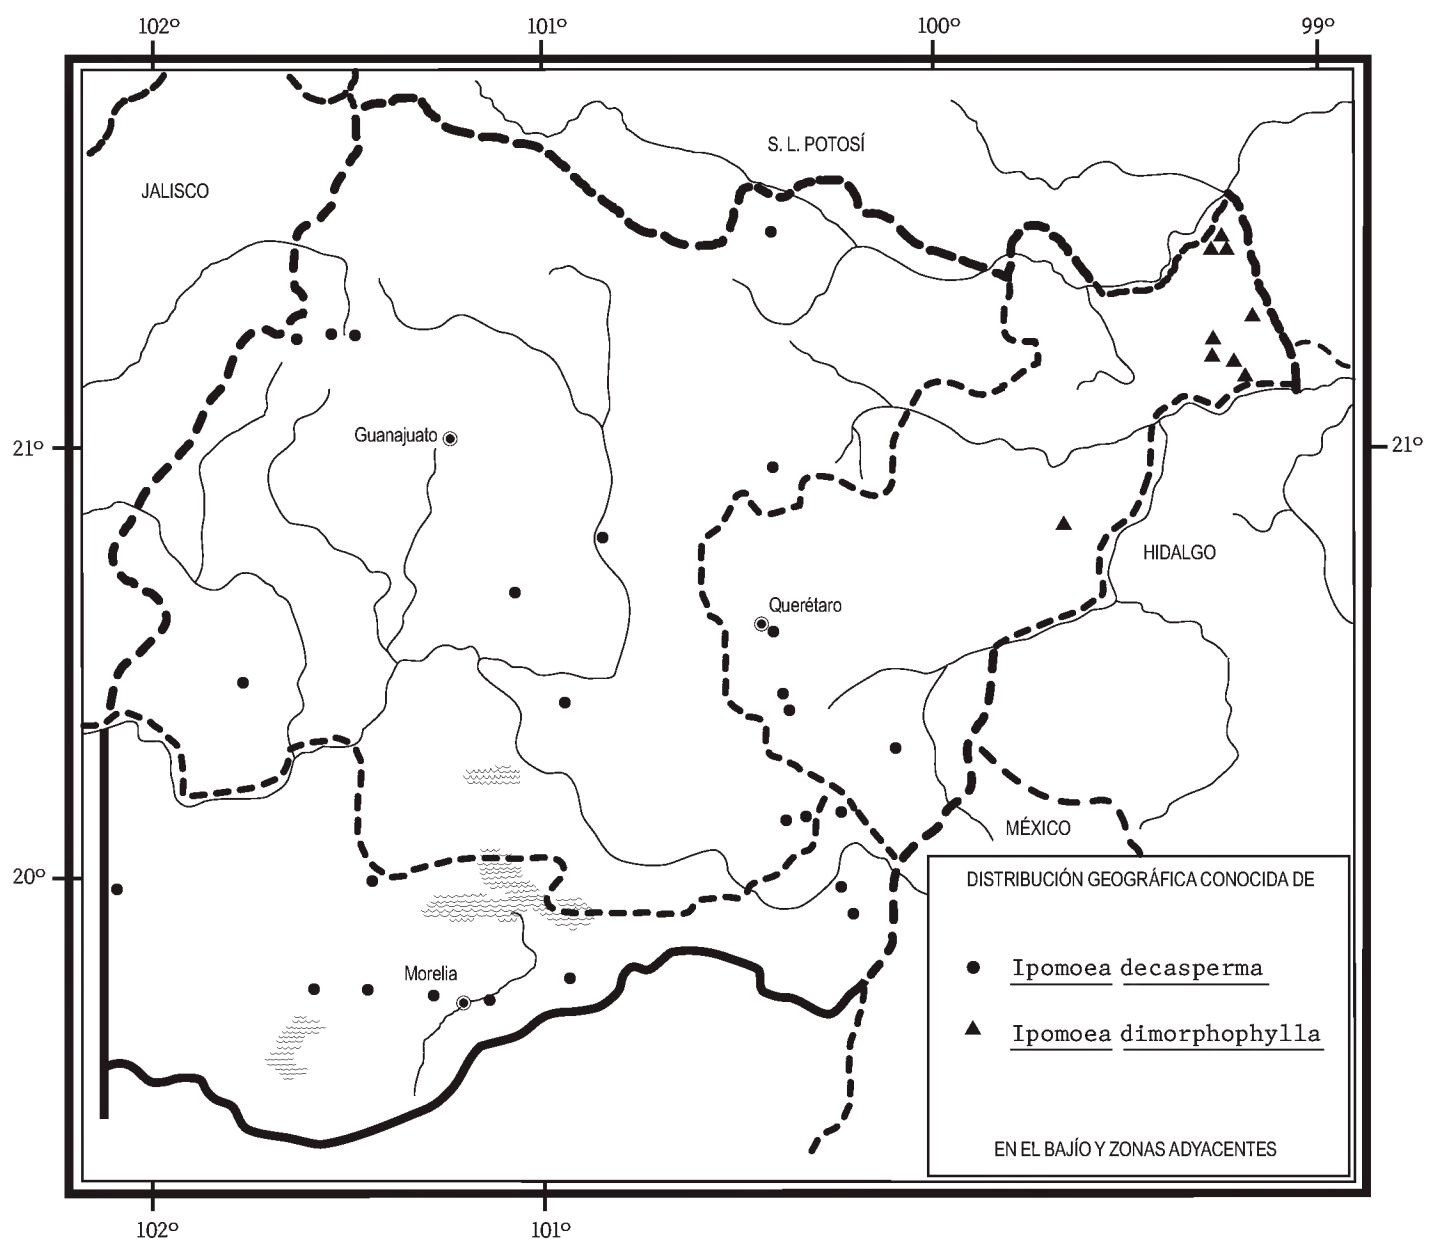 102º 101º 100º 99º
S. L. POTOSÍ
JALISCO
Guanajuato
21º 21º
HIDALGO
Querétaro
MÉXICO
20º
DISTRIBUCIÓN GEOGRÁFICA CONOCIDA DE
Ipomoea decasperma
Morelia
Ipomoea dimorphophylla
EN EL BAJÍO Y ZONAS ADYACENTES
102º 101º